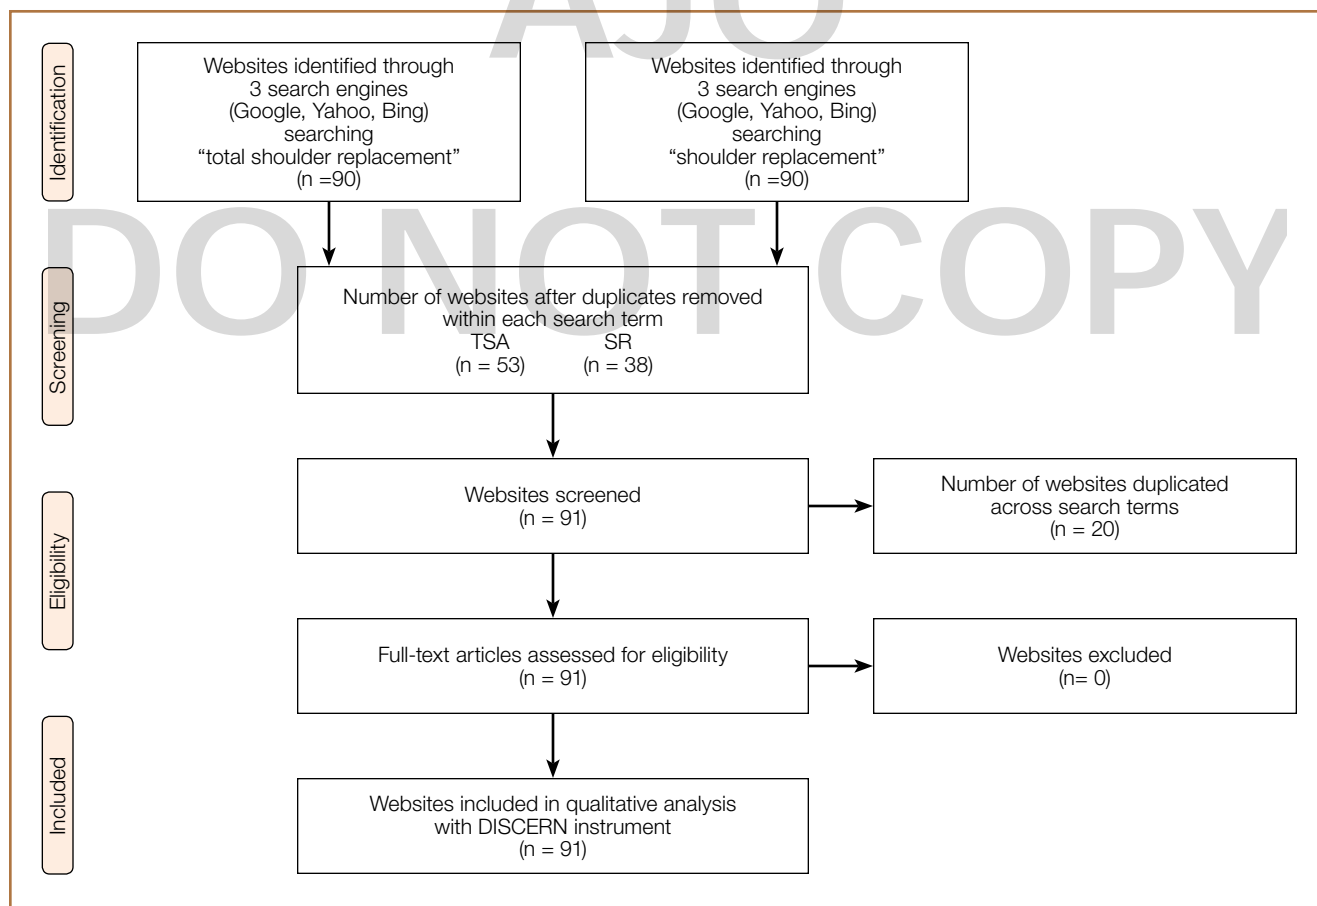 AJO
DO NOT COPY
Identification
Websites identified through
3 search engines
(Google, Yahoo, Bing)
searching
“total shoulder replacement”
(n =90)
Websites identified through
3 search engines
(Google, Yahoo, Bing)
searching
“shoulder replacement”
(n =90)
Screening
Number of websites after duplicates removed
within each search term
TSA SR
(n = 53) (n = 38)
Eligibility
Websites screened
(n = 91)
Number of websites duplicated
across search terms
(n = 20)
Full-text articles assessed for eligibility
(n = 91)
Websites excluded
(n= 0)
Included
Websites included in qualitative analysis
with DISCERN instrument
(n = 91)